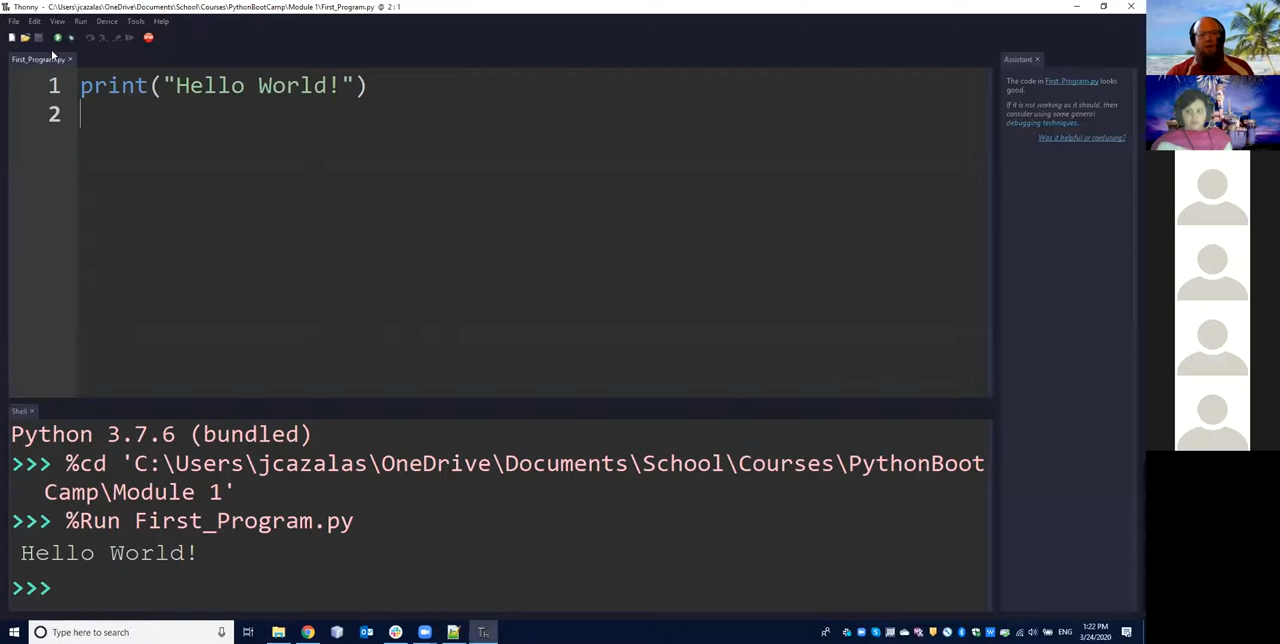 Thonny - C:\Users\jcazalas\OneDrive\Documents\School\Courses\PythonBootCamp\Module 1\First_Program.py @ 2 : 1
File Edit View Run Device Tools Help
First_Program.py ×
1 print("Hello World!")
2
Assistant ×
The code in First_Program.py looks
good.
If it is not working as it should, then
consider using some general
debugging techniques.
Was it helpful or confusing?
Shell ×
Python 3.7.6 (bundled)
>>> %cd 'C:\Users\jcazalas\OneDrive\Documents\School\Courses\PythonBoot
Camp\Module 1'
>>> %Run First_Program.py
Hello World!
>>>
Type here to search
ENG
1:22 PM
3/24/2020